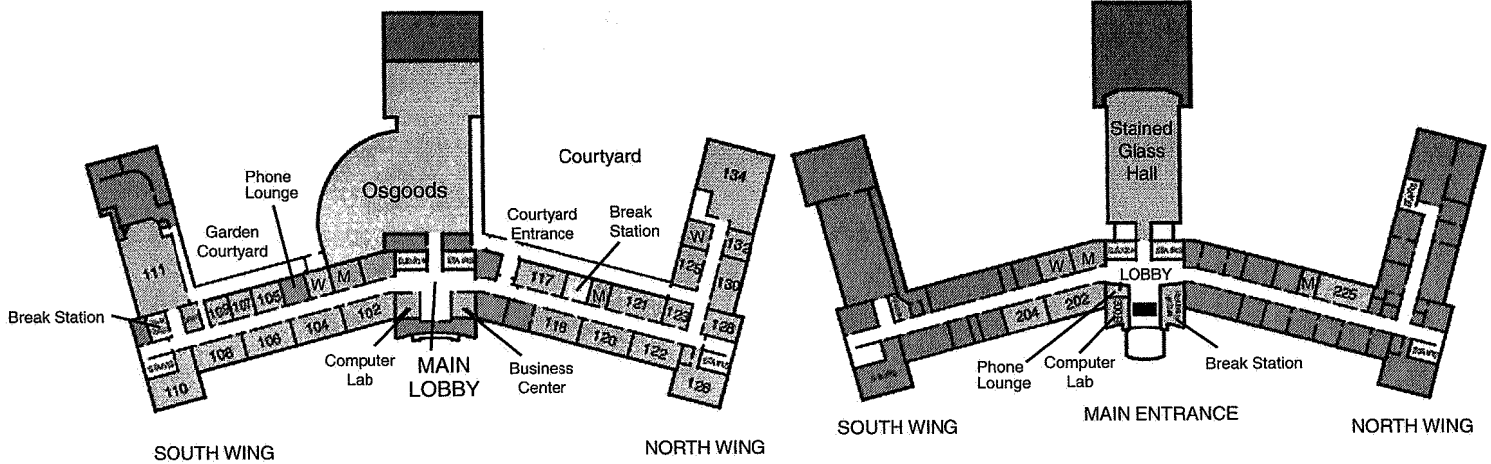 Osgoods
Courtyard
134
Phone
Lounge
Garden
Courtyard
Courtyard
Entrance
Break
Station
W
132
125
130
111
W
M
105
107
117
M
121
123
128
Break Station
102
104
106
108
110
118
120
122
126
Computer
Lab
MAIN
LOBBY
Business
Center
SOUTH WING
NORTH WING
Stained
Glass
Hall
W
M
LOBBY
M
225
204
202
Phone
Lounge
Computer
Lab
Break Station
SOUTH WING
MAIN ENTRANCE
NORTH WING